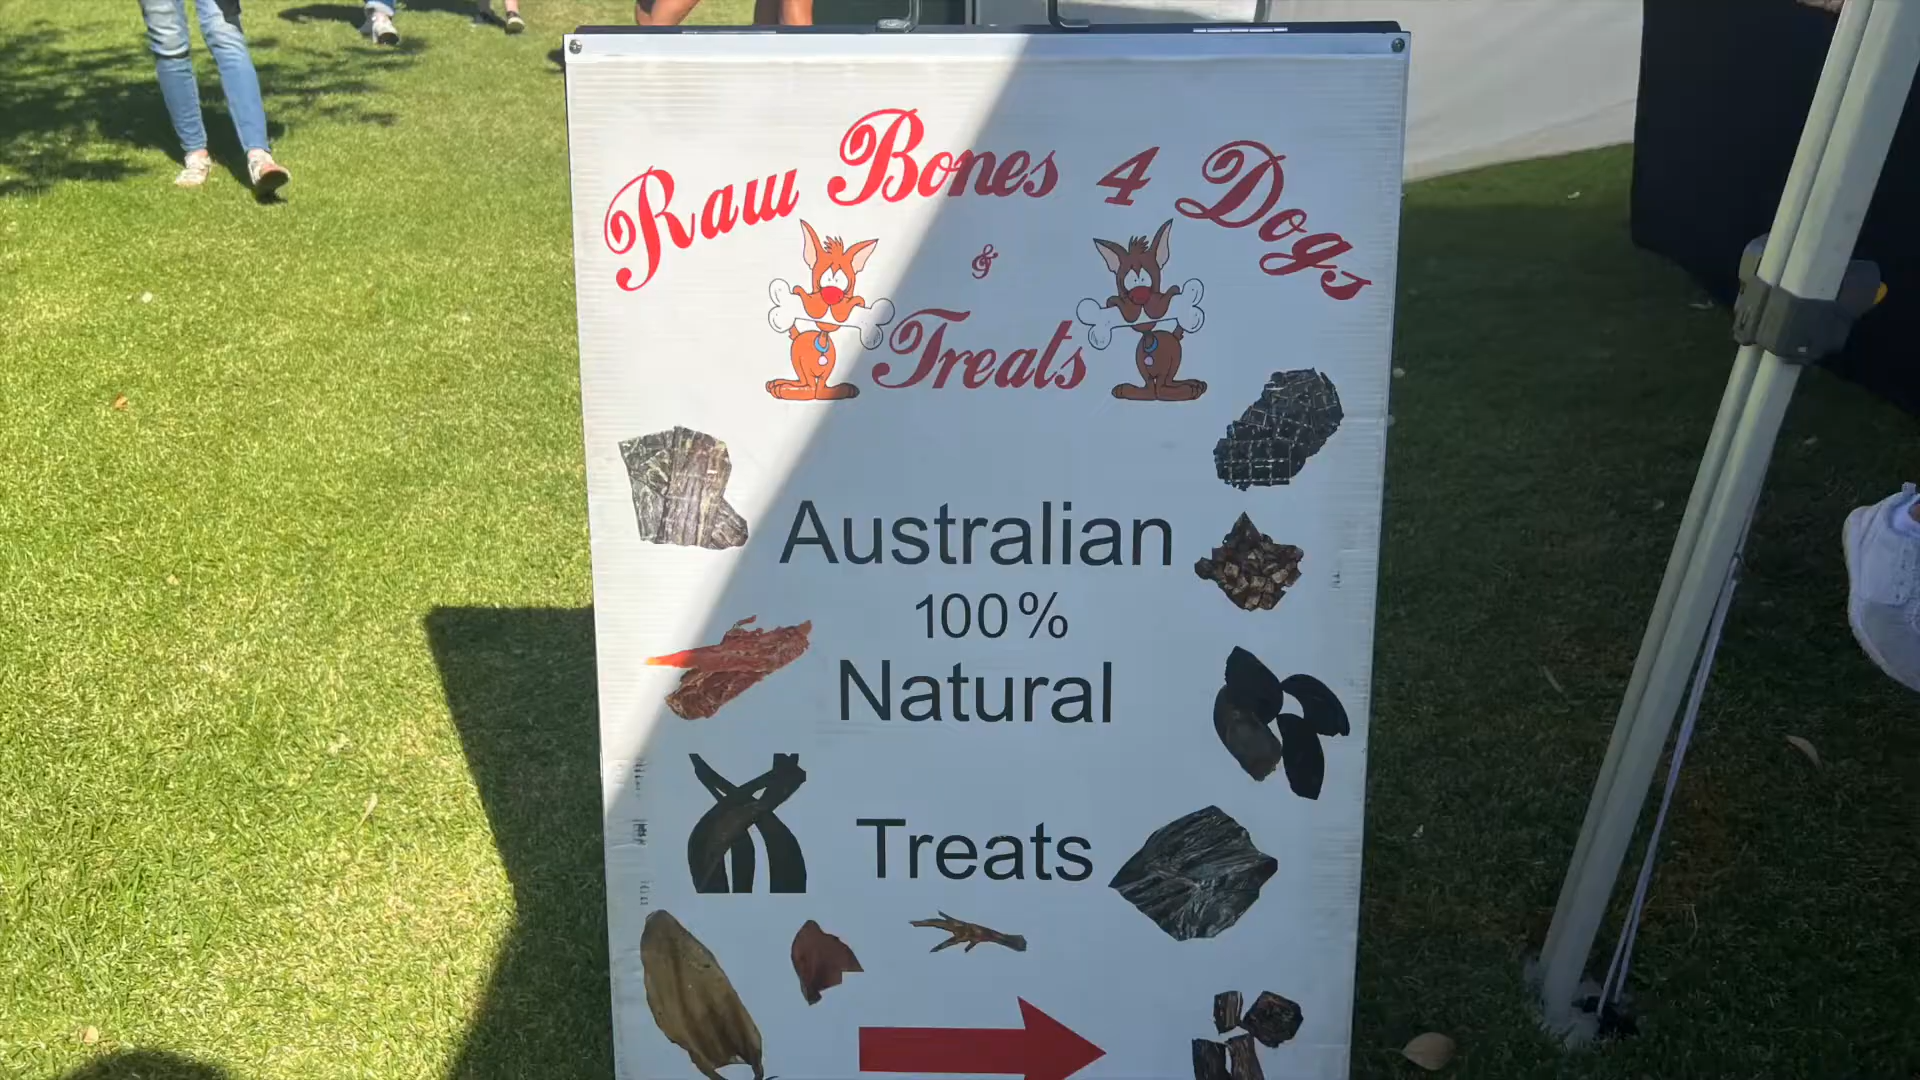 Raw Bones 4 Dogs
&
Treats
Australian
100%
Natural
Treats